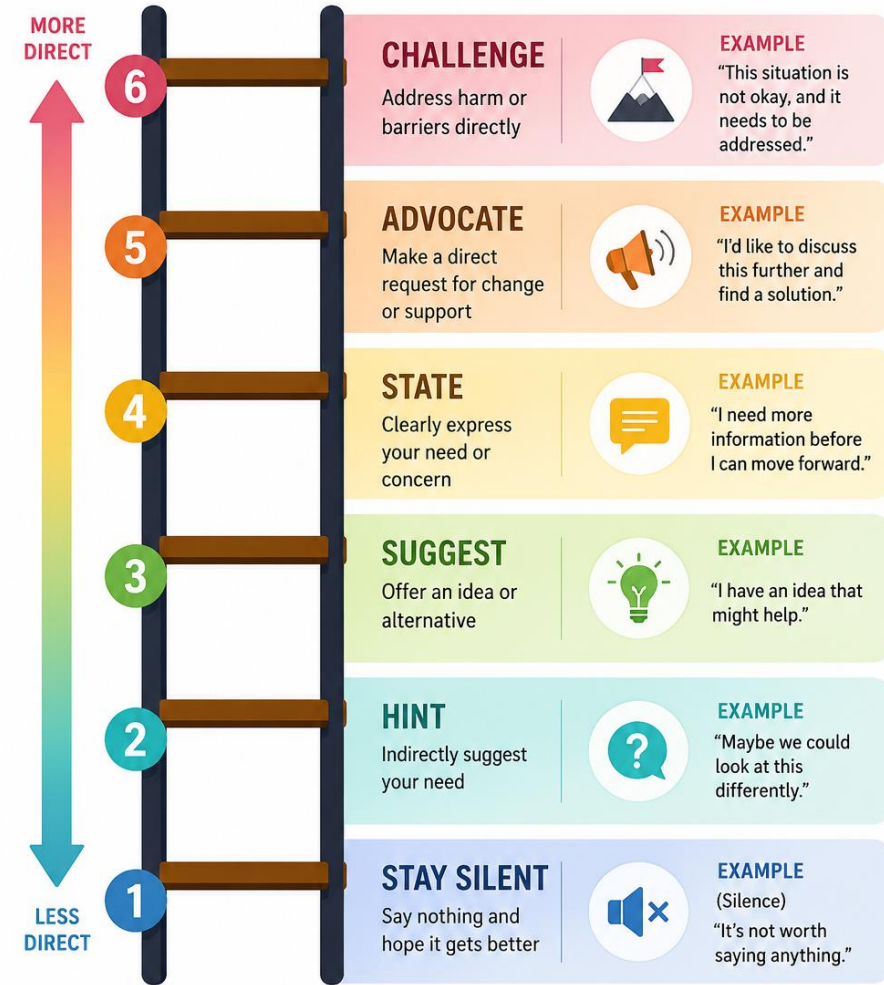 MORE
DIRECT
6
CHALLENGE
Address harm or
barriers directly
EXAMPLE
“This situation is
not okay, and it
needs to be
addressed.”
5
ADVOCATE
Make a direct
request for change
or support
EXAMPLE
“I’d like to discuss
this further and
find a solution.”
4
STATE
Clearly express
your need or
concern
EXAMPLE
“I need more
information before
I can move forward.”
3
SUGGEST
Offer an idea or
alternative
EXAMPLE
“I have an idea that
might help.”
2
HINT
Indirectly suggest
your need
?
EXAMPLE
“Maybe we could
look at this
differently.”
1
STAY SILENT
Say nothing and
hope it gets better
EXAMPLE
(Silence)
“It’s not worth
saying anything.”
LESS
DIRECT